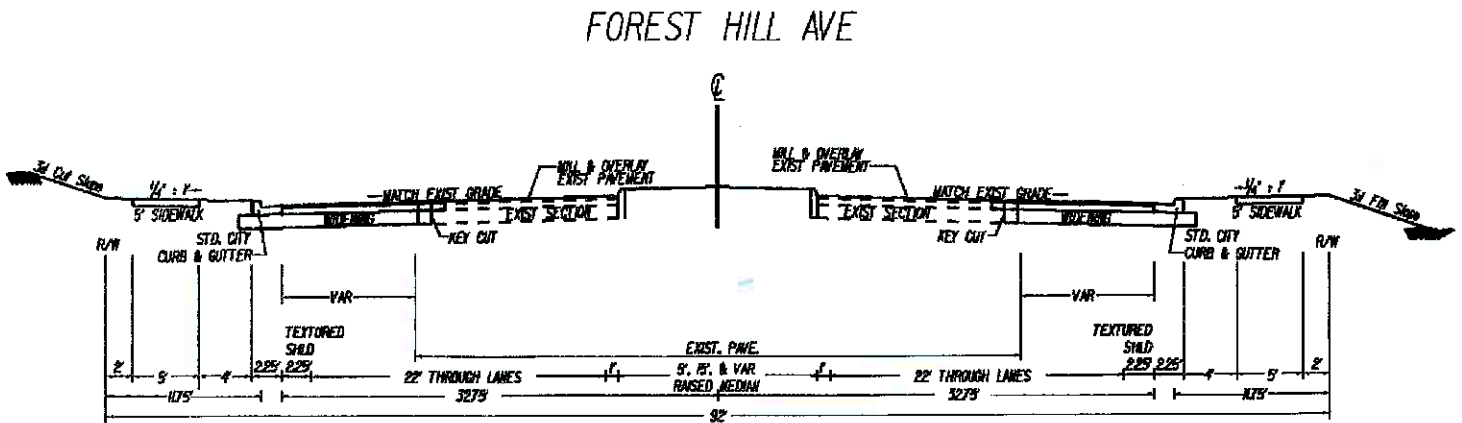 FOREST HILL AVE
℄
3:1 Cut Slope
1/4" : 1'
5' SIDEWALK
MATCH EXIST GRADE
MILL & OVERLAY
EXIST PAVEMENT
WIDENING
EXIST SECTION
KEY CUT
MILL & OVERLAY
EXIST PAVEMENT
MATCH EXIST GRADE
EXIST SECTION
WIDENING
KEY CUT
1/4" : 1'
5' SIDEWALK
3:1 Fill Slope
R/W
STD. CITY
CURB & GUTTER
STD. CITY
CURB & GUTTER
R/W
VAR
VAR
TEXTURED
SHLD
TEXTURED
SHLD
EXIST. PAVE.
2' 5' 4' 2.25' 2.25' 22' THROUGH LANES 1' 5', 15', & VAR 1' 22' THROUGH LANES 2.25' 2.25' 4' 5' 2'
RAISED MEDIAN
11.75' 32.75' 32.75' 11.75'
92'